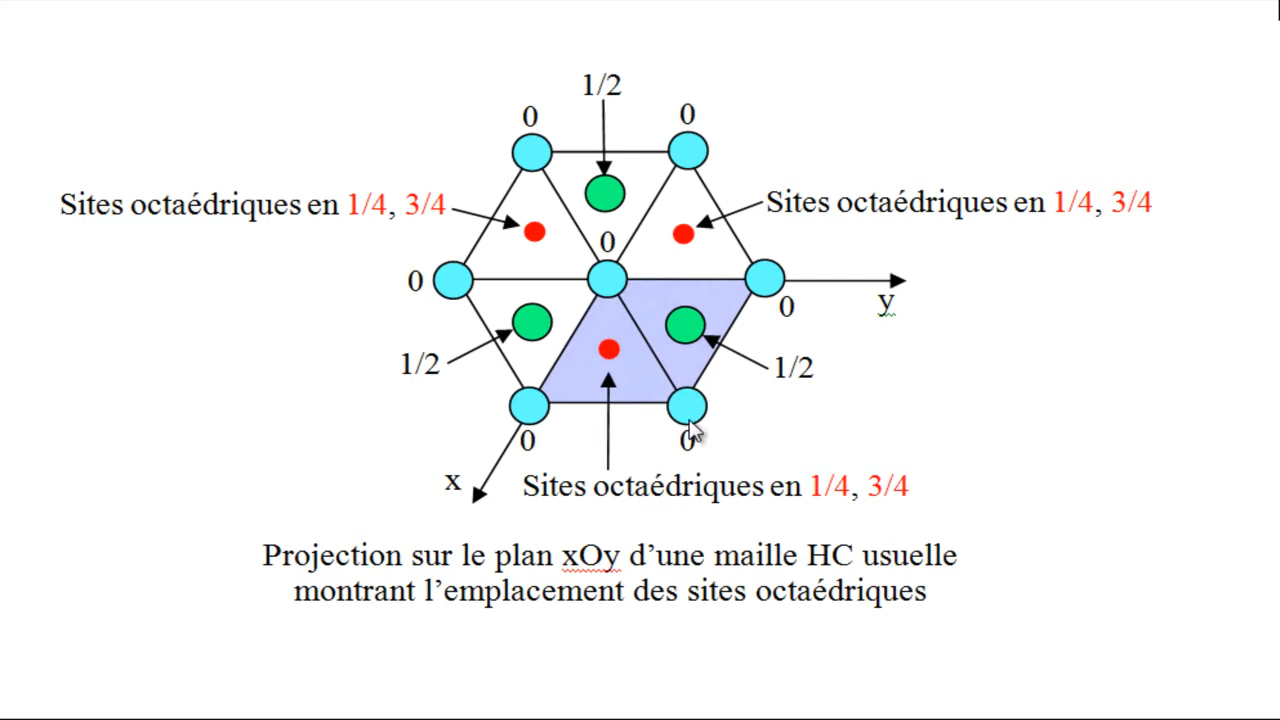 1/2
0
0
Sites octaédriques en 1/4, 3/4
Sites octaédriques en 1/4, 3/4
0
0
0
y
1/2
1/2
0
0
x
Sites octaédriques en 1/4, 3/4
Projection sur le plan xOy d’une maille HC usuelle
montrant l’emplacement des sites octaédriques